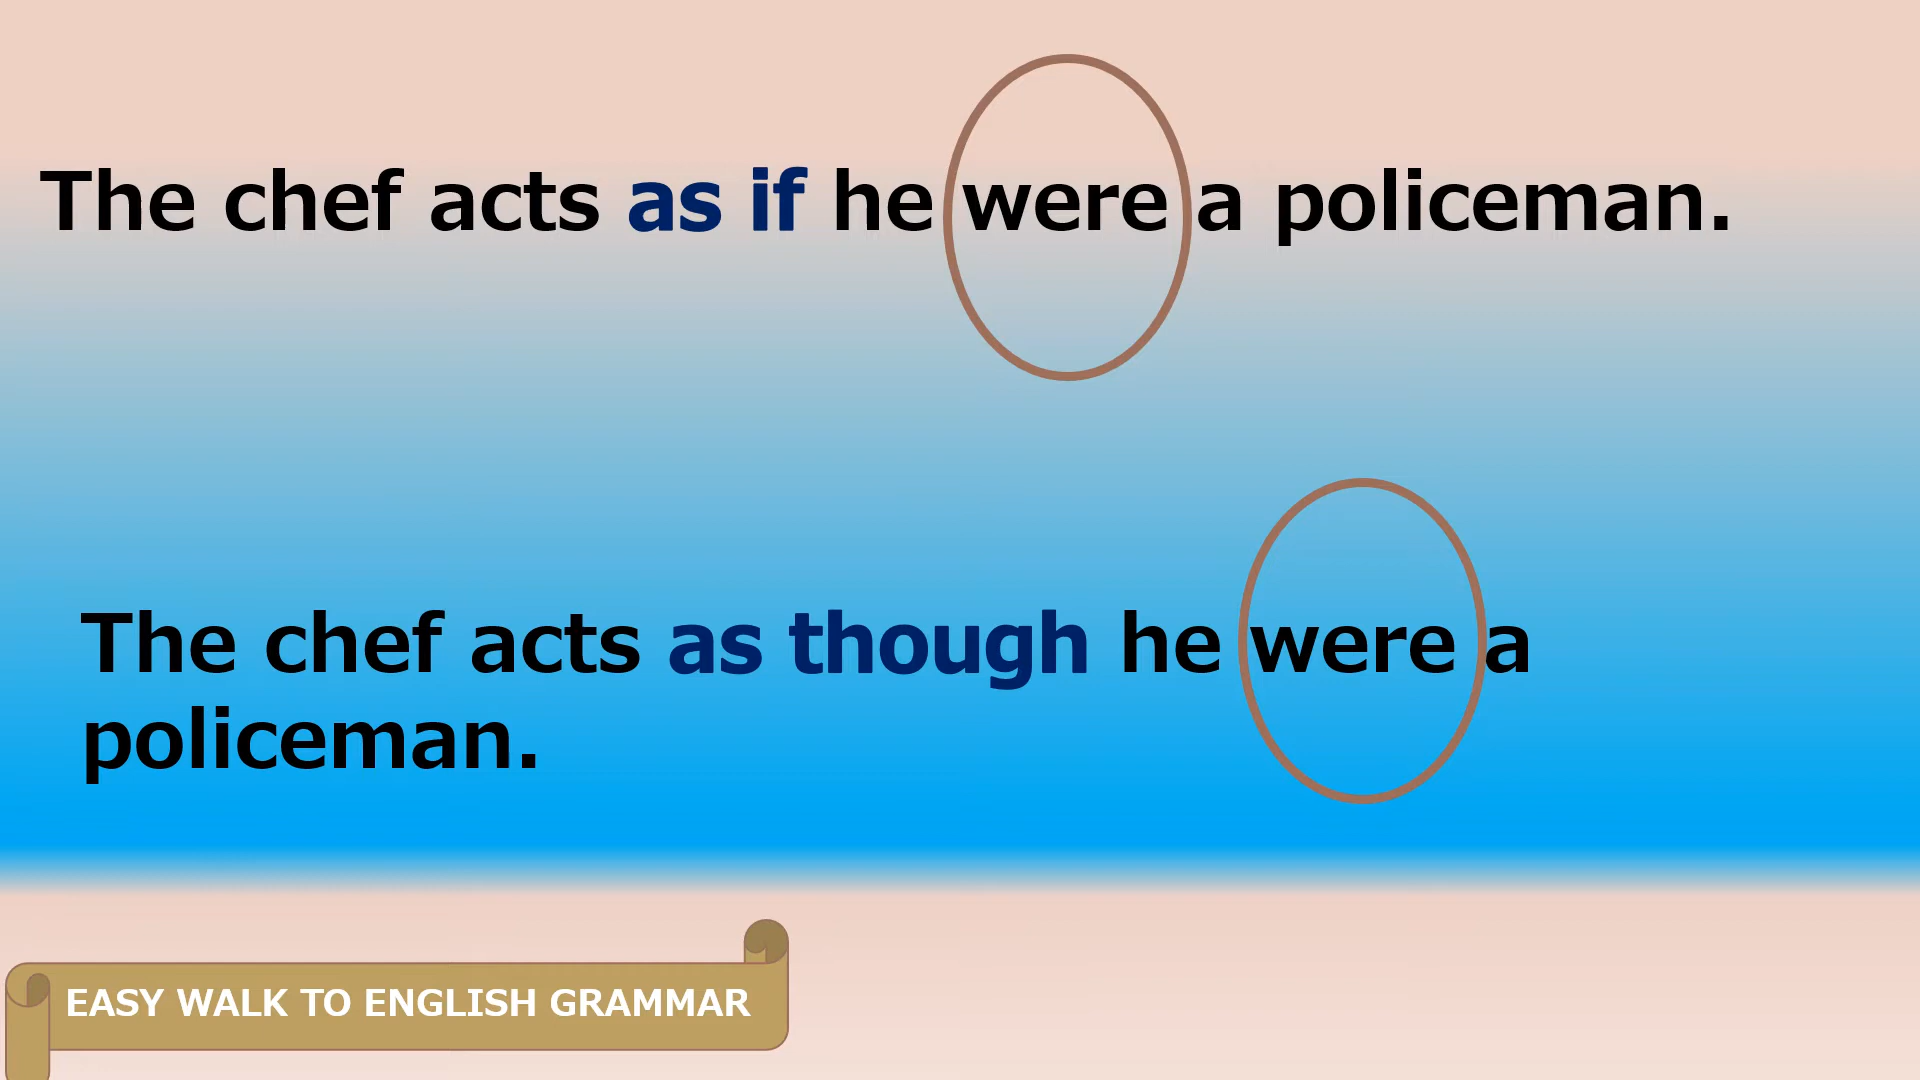 The chef acts as if he were a policeman.
The chef acts as though he were a
policeman.
EASY WALK TO ENGLISH GRAMMAR